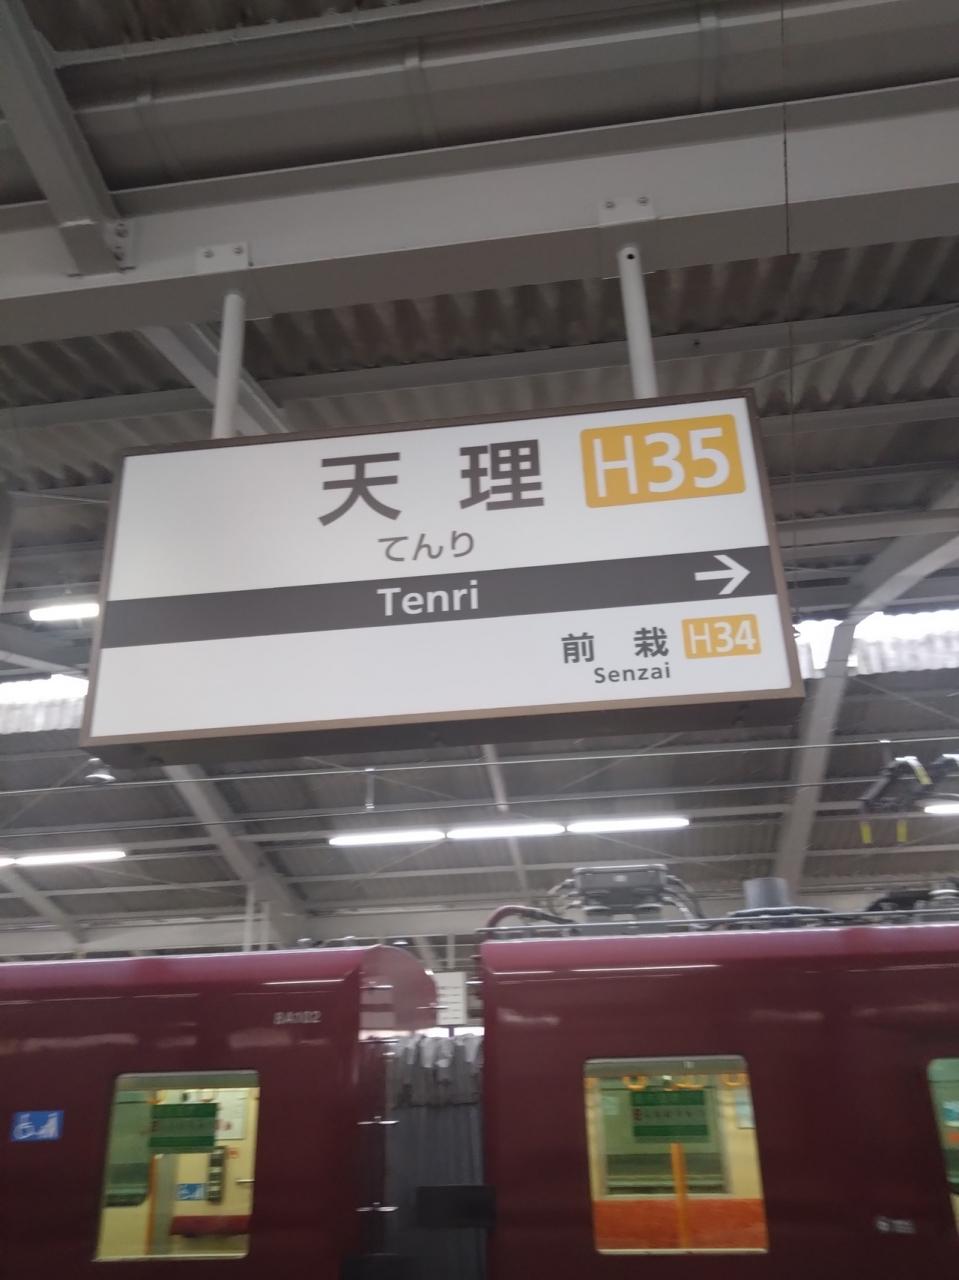 天理 H35
てんり
Tenri →
前栽 H34
Senzai